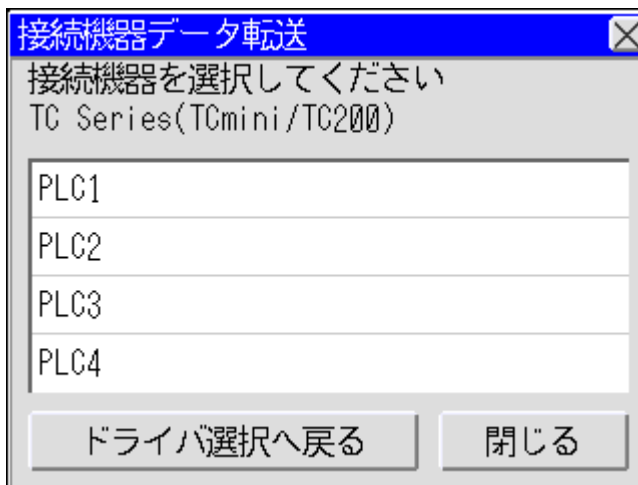 接続機器データ転送
接続機器を選択してください
TC Series(TCmini/TC200)
PLC1
PLC2
PLC3
PLC4
ドライバ選択へ戻る
閉じる